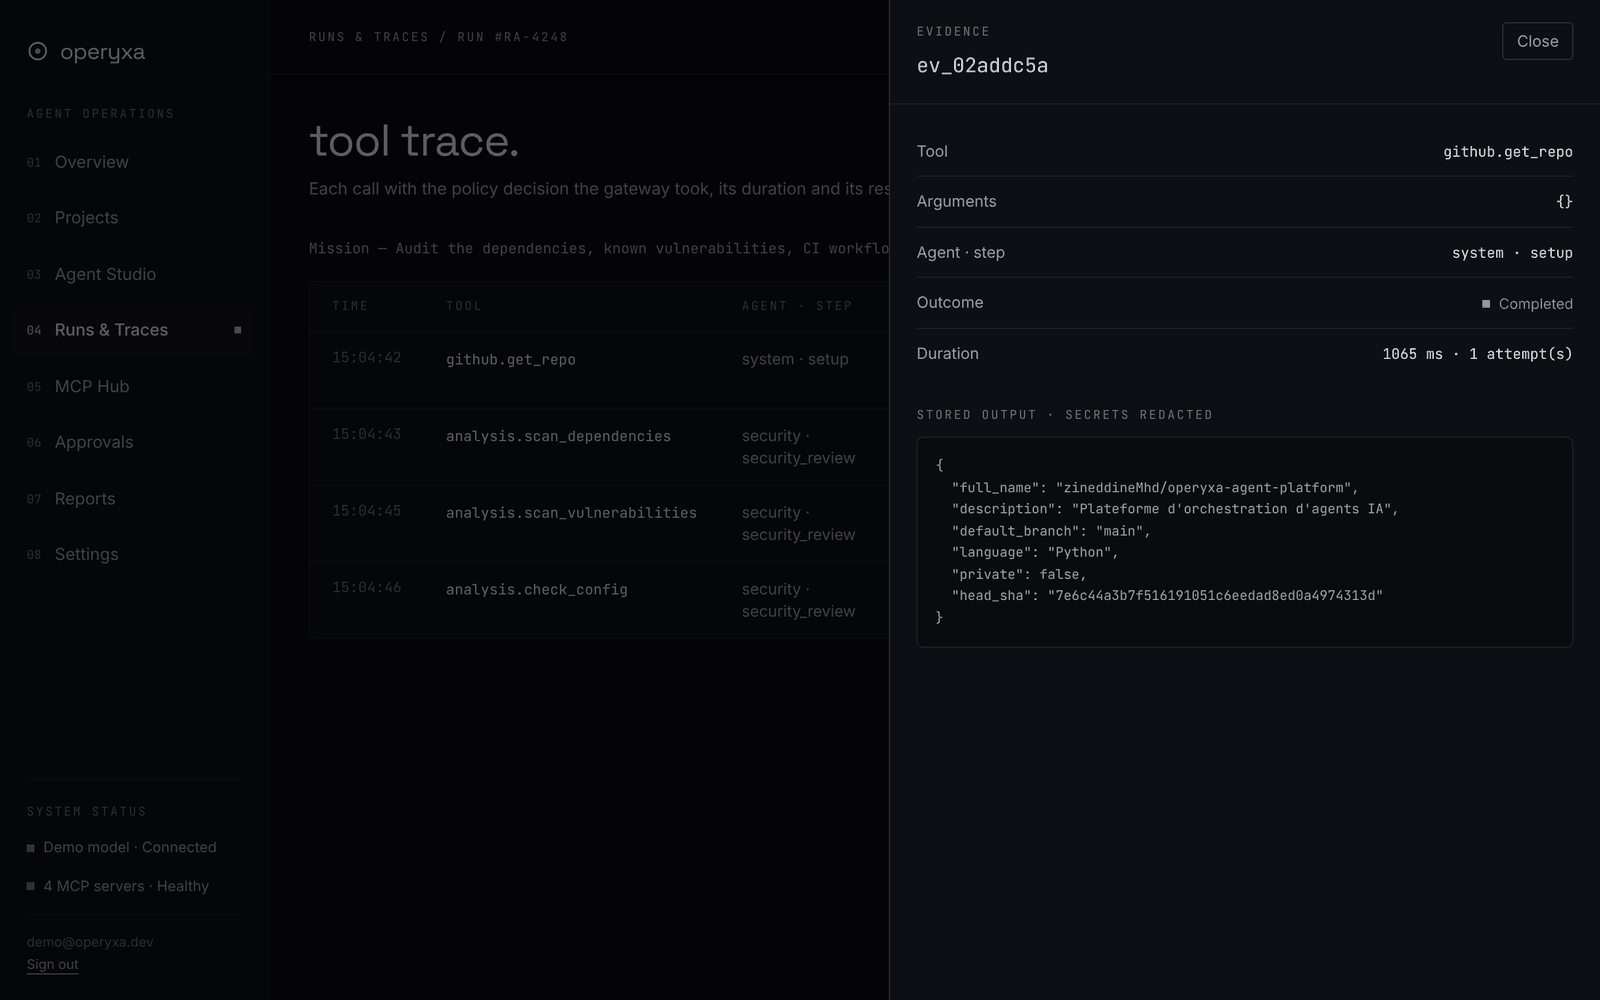 operyxa
AGENT OPERATIONS
01 Overview
02 Projects
03 Agent Studio
04 Runs & Traces
05 MCP Hub
06 Approvals
07 Reports
08 Settings
SYSTEM STATUS
Demo model · Connected
4 MCP servers · Healthy
demo@operyxa.dev
Sign out
RUNS & TRACES / RUN #RA-4248
tool trace.
Each call with the policy decision the gateway took, its duration and its res
Mission — Audit the dependencies, known vulnerabilities, CI workflo
TIME TOOL AGENT · STEP
15:04:42 github.get_repo system · setup
15:04:43 analysis.scan_dependencies security ·
security_review
15:04:45 analysis.scan_vulnerabilities security ·
security_review
15:04:46 analysis.check_config security ·
security_review
EVIDENCE
ev_02addc5a
Close
Tool github.get_repo
Arguments {}
Agent · step system · setup
Outcome Completed
Duration 1065 ms · 1 attempt(s)
STORED OUTPUT · SECRETS REDACTED
{
"full_name": "zineddineMhd/operyxa-agent-platform",
"description": "Plateforme d'orchestration d'agents IA",
"default_branch": "main",
"language": "Python",
"private": false,
"head_sha": "7e6c44a3b7f516191051c6eedad8ed0a4974313d"
}